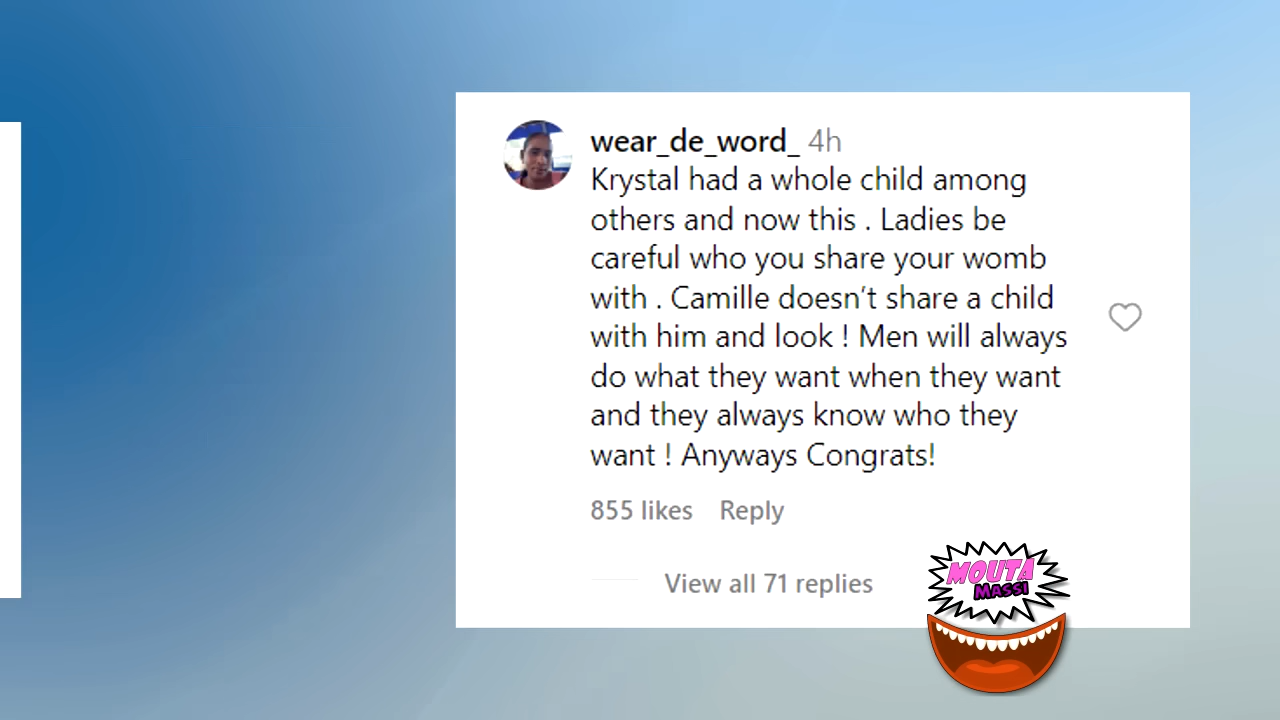 wear_de_word_ 4h
Krystal had a whole child among
others and now this . Ladies be
careful who you share your womb
with . Camille doesn’t share a child
with him and look ! Men will always
do what they want when they want
and they always know who they
want ! Anyways Congrats!
855 likes Reply
View all 71 replies
MOUTA
MASSI